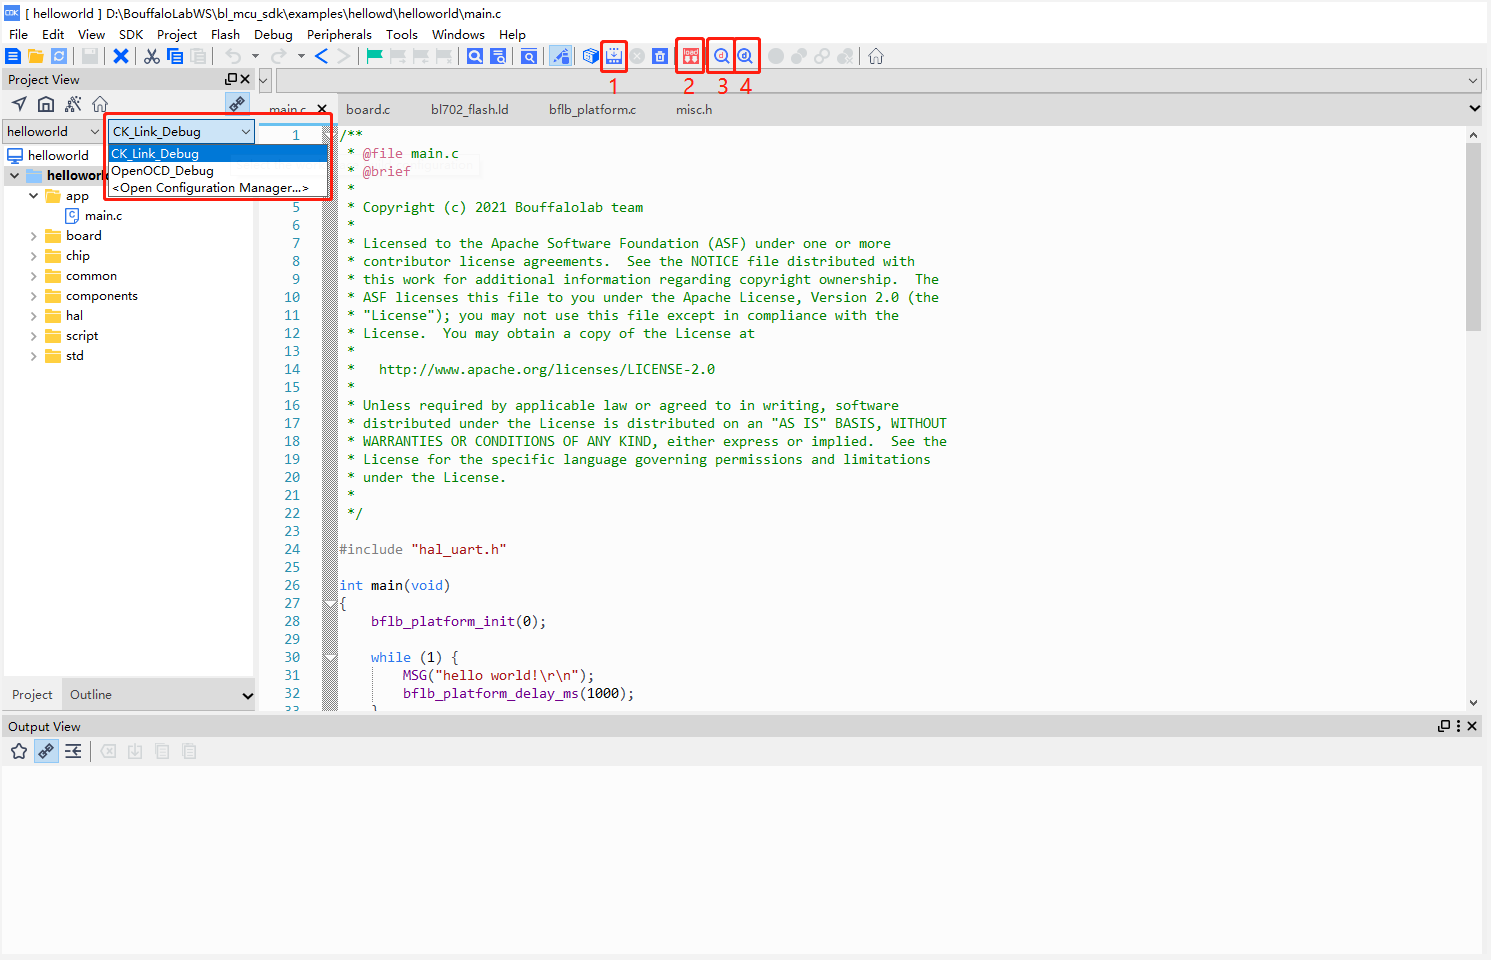 CDK [ helloworld ] D:\BouffaloLabWS\bl_mcu_sdk\examples\hellowd\helloworld\main.c
File Edit View SDK Project Flash Debug Peripherals Tools Windows Help
1 2 3 4
Project View
helloworld
CK_Link_Debug
CK_Link_Debug
OpenOCD_Debug
<Open Configuration Manager...>
helloworld
helloworl
app
main.c
board
chip
common
components
hal
script
std
Project Outline
main.c board.c bl702_flash.ld bflb_platform.c misc.h
1 /**
* @file main.c
* @brief
*
5 * Copyright (c) 2021 Bouffalolab team
6 *
7 * Licensed to the Apache Software Foundation (ASF) under one or more
8 * contributor license agreements.  See the NOTICE file distributed with
9 * this work for additional information regarding copyright ownership.  The
10 * ASF licenses this file to you under the Apache License, Version 2.0 (the
11 * "License"); you may not use this file except in compliance with the
12 * License.  You may obtain a copy of the License at
13 *
14 *   http://www.apache.org/licenses/LICENSE-2.0
15 *
16 * Unless required by applicable law or agreed to in writing, software
17 * distributed under the License is distributed on an "AS IS" BASIS, WITHOUT
18 * WARRANTIES OR CONDITIONS OF ANY KIND, either express or implied.  See the
19 * License for the specific language governing permissions and limitations
20 * under the License.
21 *
22 */
23
24 #include "hal_uart.h"
25
26 int main(void)
27 {
28     bflb_platform_init(0);
29
30     while (1) {
31         MSG("hello world!\r\n");
32         bflb_platform_delay_ms(1000);
33     }
Output View